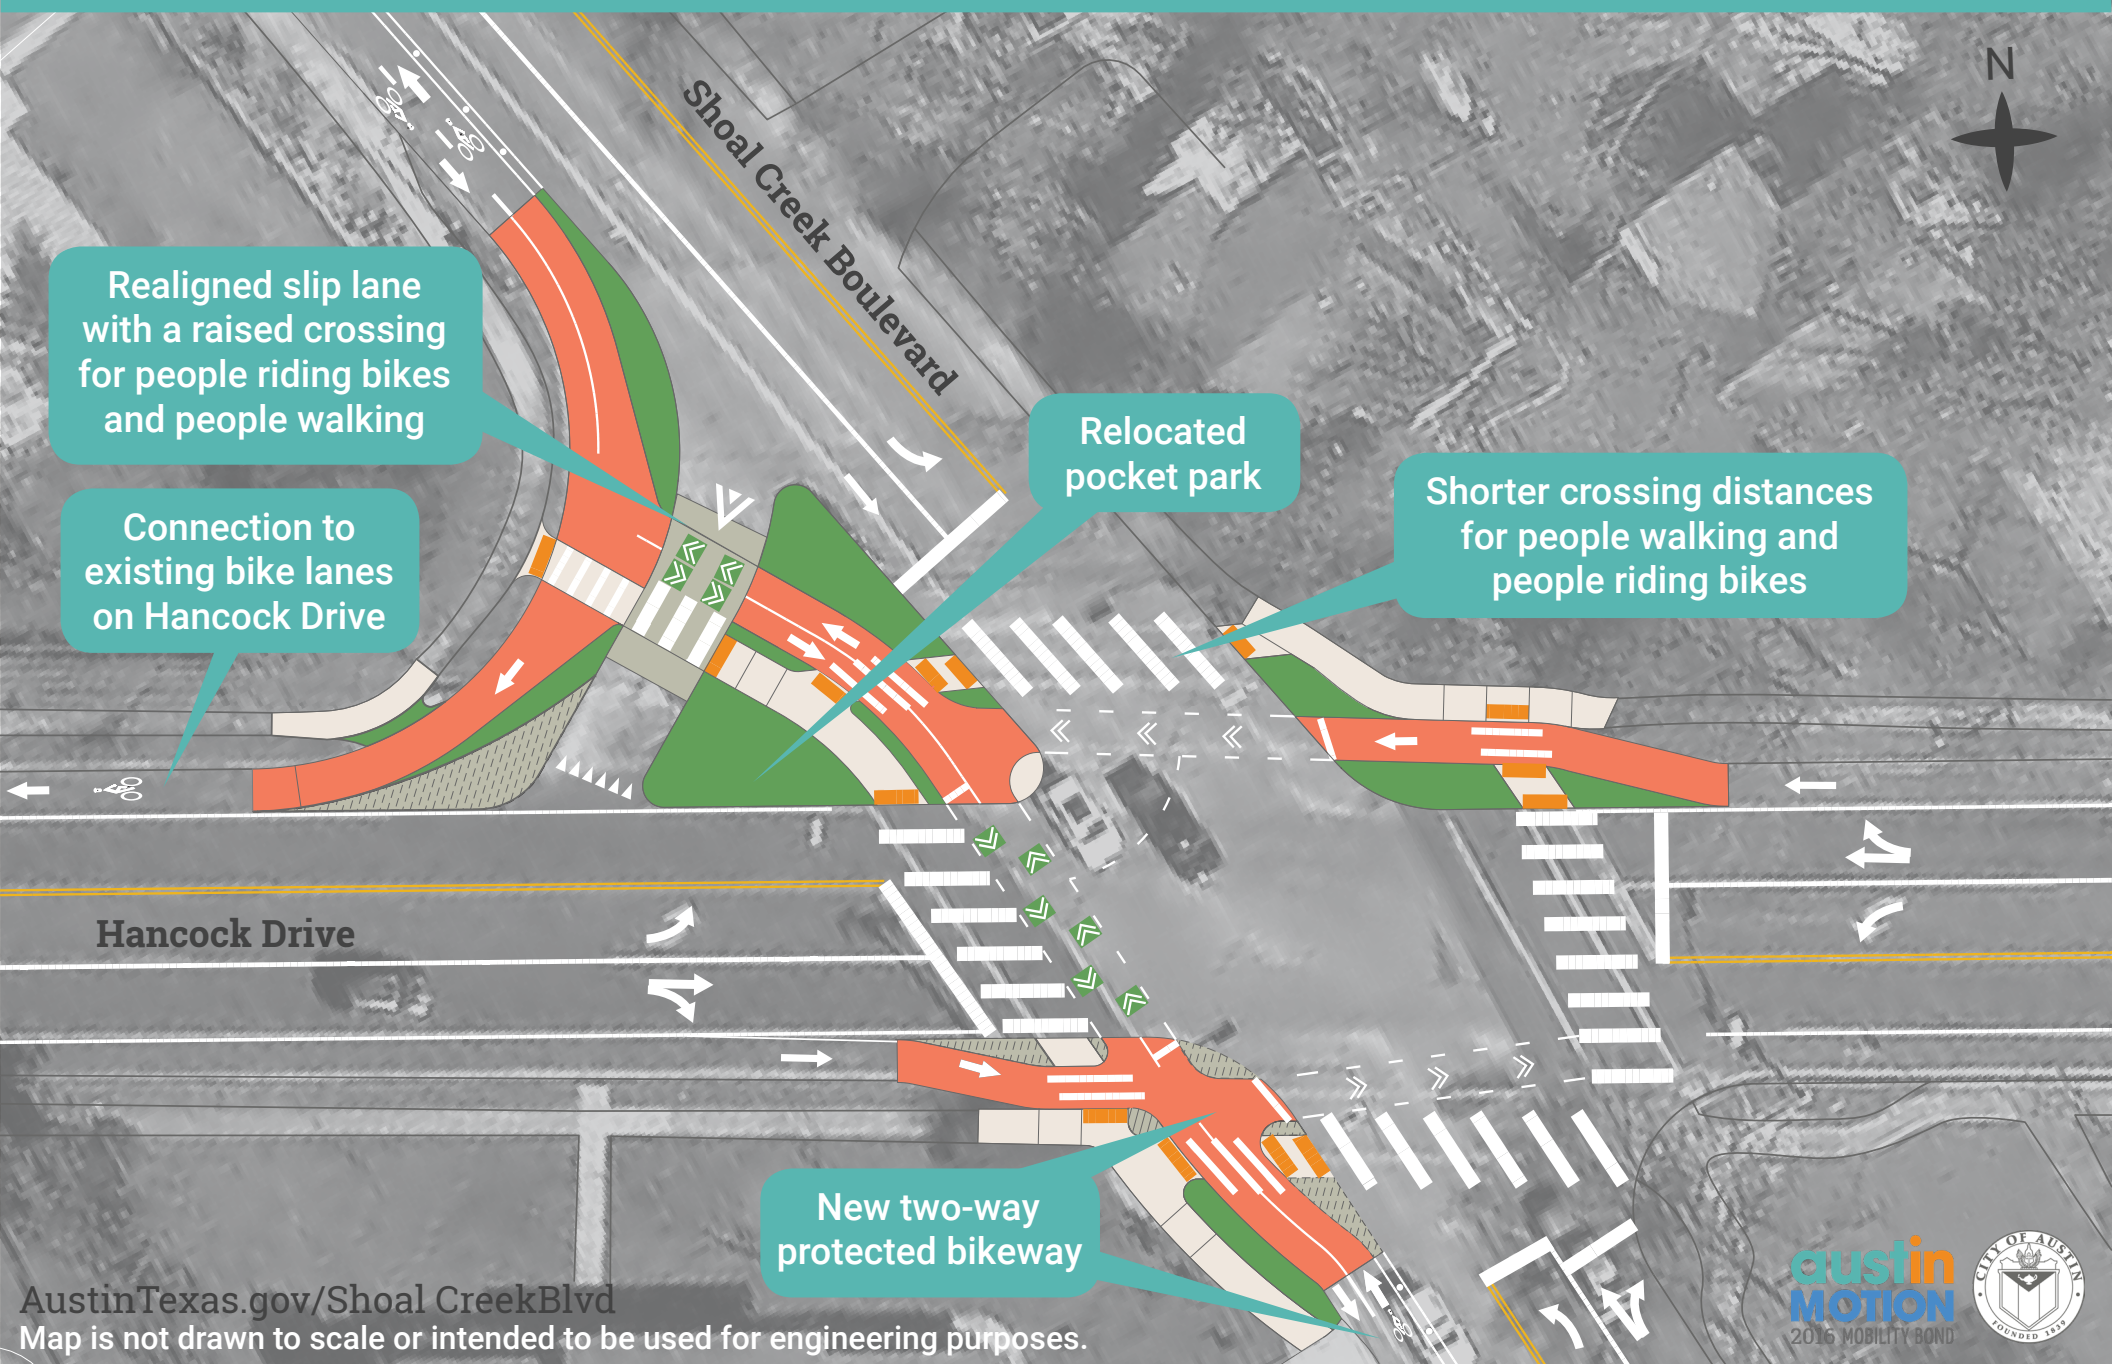 N
Shoal Creek Boulevard
Realigned slip lane
with a raised crossing
for people riding bikes
and people walking
Relocated
pocket park
Shorter crossing distances
for people walking and
people riding bikes
Connection to
existing bike lanes
on Hancock Drive
Hancock Drive
New two-way
protected bikeway
AustinTexas.gov/Shoal CreekBlvd
Map is not drawn to scale or intended to be used for engineering purposes.
austin
MOTION
2016 MOBILITY BOND
CITY OF AUSTIN
FOUNDED 1839